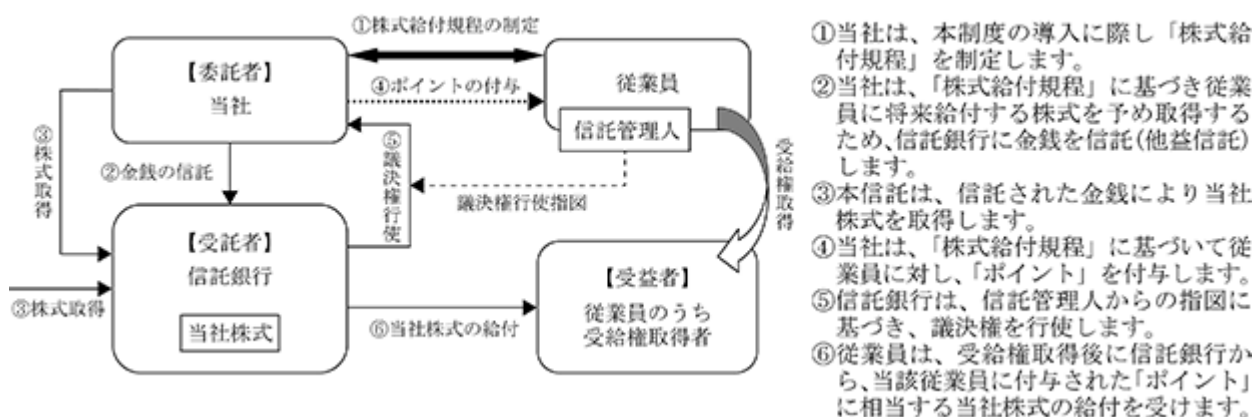 ①株式給付規程の制定
【委託者】
当社
④ポイントの付与
従業員
信託管理人
③株式取得
②金銭の信託
⑤議決権行使
議決権行使指図
受給権取得
【受託者】
信託銀行
当社株式
③株式取得
⑥当社株式の給付
【受益者】
従業員のうち
受給権取得者
①当社は、本制度の導入に際し「株式給
付規程」を制定します。
②当社は、「株式給付規程」に基づき従業
員に将来給付する株式を予め取得する
ため、信託銀行に金銭を信託(他益信託)
します。
③本信託は、信託された金銭により当社
株式を取得します。
④当社は、「株式給付規程」に基づいて従
業員に対し、「ポイント」を付与します。
⑤信託銀行は、信託管理人からの指図に
基づき、議決権を行使します。
⑥従業員は、受給権取得後に信託銀行か
ら、当該従業員に付与された「ポイント」
に相当する当社株式の給付を受けます。